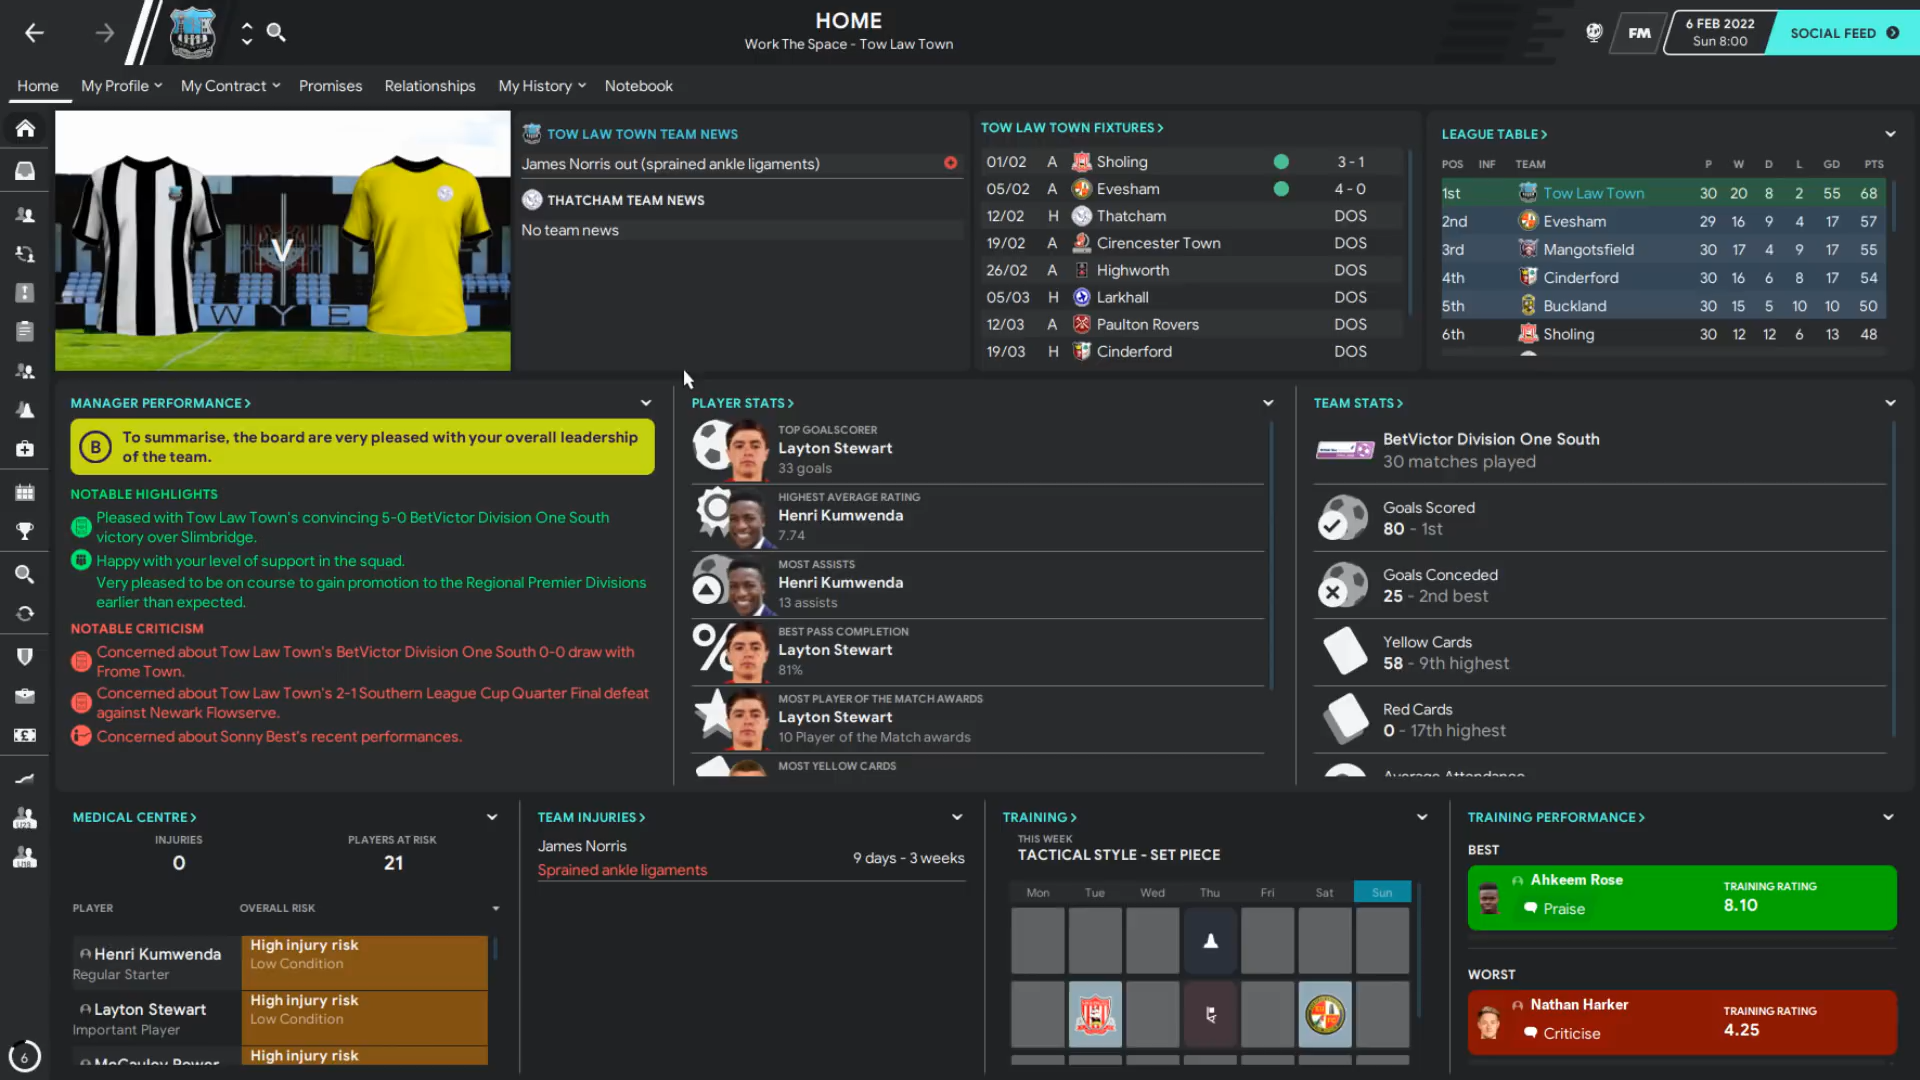 HOME
Work The Space - Tow Law Town
FM
6 FEB 2022
Sun 8:00
SOCIAL FEED
Home
My Profile
My Contract
Promises
Relationships
My History
Notebook
V
WYE
TOW LAW TOWN TEAM NEWS
James Norris out (sprained ankle ligaments)
THATCHAM TEAM NEWS
No team news
TOW LAW TOWN FIXTURES >
01/02 A Sholing 3 - 1
05/02 A Evesham 4 - 0
12/02 H Thatcham DOS
19/02 A Cirencester Town DOS
26/02 A Highworth DOS
05/03 H Larkhall DOS
12/03 A Paulton Rovers DOS
19/03 H Cinderford DOS
LEAGUE TABLE >
POS INF TEAM P W D L GD PTS
1st Tow Law Town 30 20 8 2 55 68
2nd Evesham 29 16 9 4 17 57
3rd Mangotsfield 30 17 4 9 17 55
4th Cinderford 30 16 6 8 17 54
5th Buckland 30 15 5 10 10 50
6th Sholing 30 12 12 6 13 48
MANAGER PERFORMANCE >
B
To summarise, the board are very pleased with your overall leadership
of the team.
NOTABLE HIGHLIGHTS
Pleased with Tow Law Town's convincing 5-0 BetVictor Division One South
victory over Slimbridge.
Happy with your level of support in the squad.
Very pleased to be on course to gain promotion to the Regional Premier Divisions
earlier than expected.
NOTABLE CRITICISM
Concerned about Tow Law Town's BetVictor Division One South 0-0 draw with
Frome Town.
Concerned about Tow Law Town's 2-1 Southern League Cup Quarter Final defeat
against Newark Flowserve.
Concerned about Sonny Best's recent performances.
PLAYER STATS >
TOP GOALSCORER
Layton Stewart
33 goals
HIGHEST AVERAGE RATING
Henri Kumwenda
7.74
MOST ASSISTS
Henri Kumwenda
13 assists
%
BEST PASS COMPLETION
Layton Stewart
81%
MOST PLAYER OF THE MATCH AWARDS
Layton Stewart
10 Player of the Match awards
MOST YELLOW CARDS
TEAM STATS >
BetVictor Division One South
30 matches played
Goals Scored
80 - 1st
Goals Conceded
25 - 2nd best
Yellow Cards
58 - 9th highest
Red Cards
0 - 17th highest
Average Attendance
MEDICAL CENTRE >
INJURIES
0
PLAYERS AT RISK
21
PLAYER OVERALL RISK
Henri Kumwenda
Regular Starter
High injury risk
Low Condition
Layton Stewart
Important Player
High injury risk
Low Condition
McCauley Power
High injury risk
TEAM INJURIES >
James Norris
Sprained ankle ligaments
9 days - 3 weeks
TRAINING >
THIS WEEK
TACTICAL STYLE - SET PIECE
Mon Tue Wed Thu Fri Sat Sun
TRAINING PERFORMANCE >
BEST
Ahkeem Rose
Praise
TRAINING RATING
8.10
WORST
Nathan Harker
Criticise
TRAINING RATING
4.25
U23
U18
6